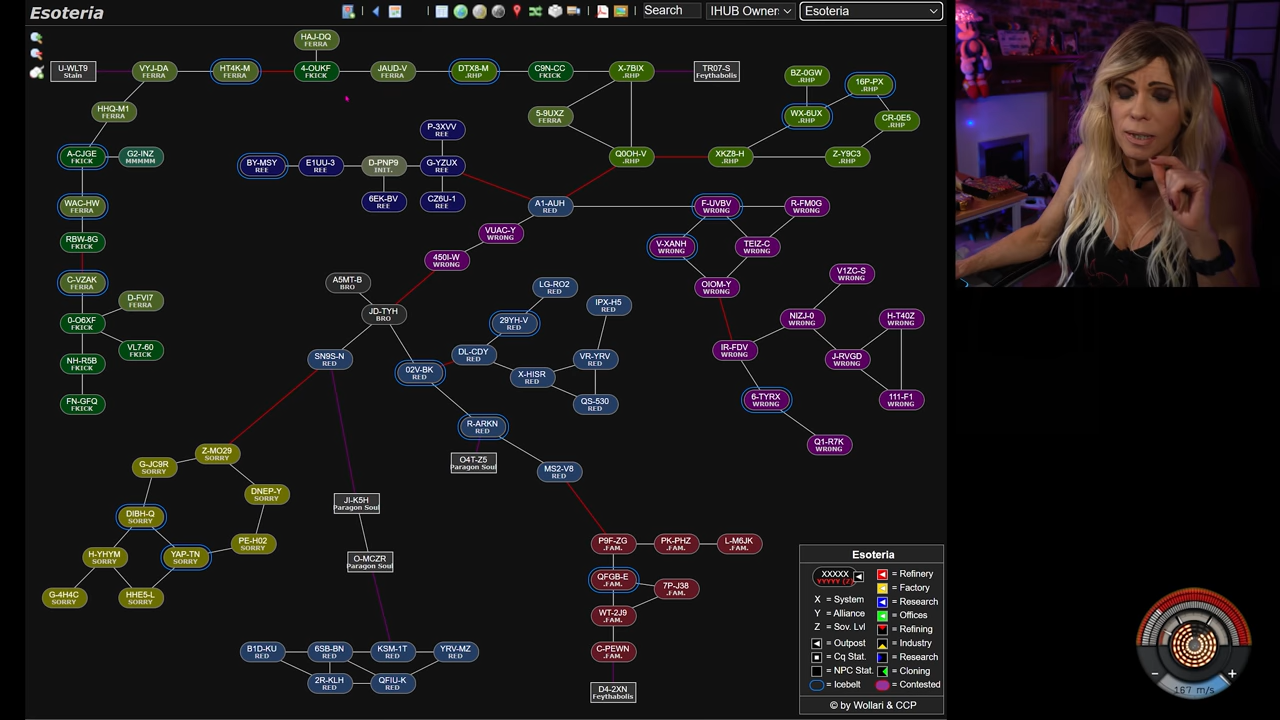 Esoteria
Search
IHUB Owner
Esoteria
HAJ-DQ
FERRA
U-WLT9
Stain
VYJ-DA
FERRA
HT4K-M
FERRA
4-OUKF
FKICK
JAUD-V
FERRA
DTX8-M
.RHP
C9N-CC
FKICK
X-7BIX
.RHP
TR07-S
Feythabolis
BZ-0GW
.RHP
16P-PX
.RHP
HHQ-M1
FERRA
5-9UXZ
FERRA
WX-6UX
.RHP
CR-0E5
.RHP
P-3XVV
REE
A-CJGE
FKICK
G2-INZ
MMMMM
BY-MSY
REE
E1UU-3
REE
D-PNP9
INIT.
G-YZUX
REE
Q0OH-V
.RHP
XKZ8-H
.RHP
Z-Y9C3
.RHP
6EK-BV
REE
CZ6U-1
REE
WAC-HW
FERRA
A1-AUH
RED
F-UVBV
WRONG
R-FM0G
WRONG
RBW-8G
FKICK
VUAC-Y
WRONG
V-XANH
WRONG
TEIZ-C
WRONG
450I-W
WRONG
V1ZC-S
WRONG
C-VZAK
FERRA
A5MT-B
BRO
LG-RO2
RED
OIOM-Y
WRONG
D-FVI7
FERRA
IPX-H5
RED
0-O6XF
FKICK
JD-TYH
BRO
29YH-V
RED
NIZJ-0
WRONG
H-T40Z
WRONG
VL7-60
FKICK
SN9S-N
RED
DL-CDY
RED
VR-YRV
RED
IR-FDV
WRONG
J-RVGD
WRONG
NH-R5B
FKICK
02V-BK
RED
X-HISR
RED
FN-GFQ
FKICK
QS-530
RED
6-TYRX
WRONG
111-F1
WRONG
R-ARKN
RED
Q1-R7K
WRONG
Z-MO29
SORRY
G-JC9R
SORRY
O4T-Z5
Paragon Soul
MS2-V8
RED
DNEP-Y
SORRY
JI-K5H
Paragon Soul
DIBH-Q
SORRY
PE-H02
SORRY
P9F-ZG
.FAM.
PK-PHZ
.FAM.
L-M6JK
.FAM.
H-YHYM
SORRY
YAP-TN
SORRY
O-MCZR
Paragon Soul
QFGB-E
.FAM.
7P-J38
.FAM.
G-4H4C
SORRY
HHE5-L
SORRY
WT-2J9
.FAM.
B1D-KU
RED
6SB-BN
RED
KSM-1T
RED
YRV-MZ
RED
C-PEWN
.FAM.
2R-KLH
RED
QFIU-K
RED
D4-2XN
Feythabolis
Esoteria
XXXXX
YYYYY (Z)
X = System
Y = Alliance
Z = Sov. Lvl
= Outpost
= Cq Stat.
= NPC Stat.
= Icebelt
= Refinery
= Factory
= Research
= Offices
= Refining
= Industry
= Research
= Cloning
= Contested
© by Wollari & CCP
167 m/s